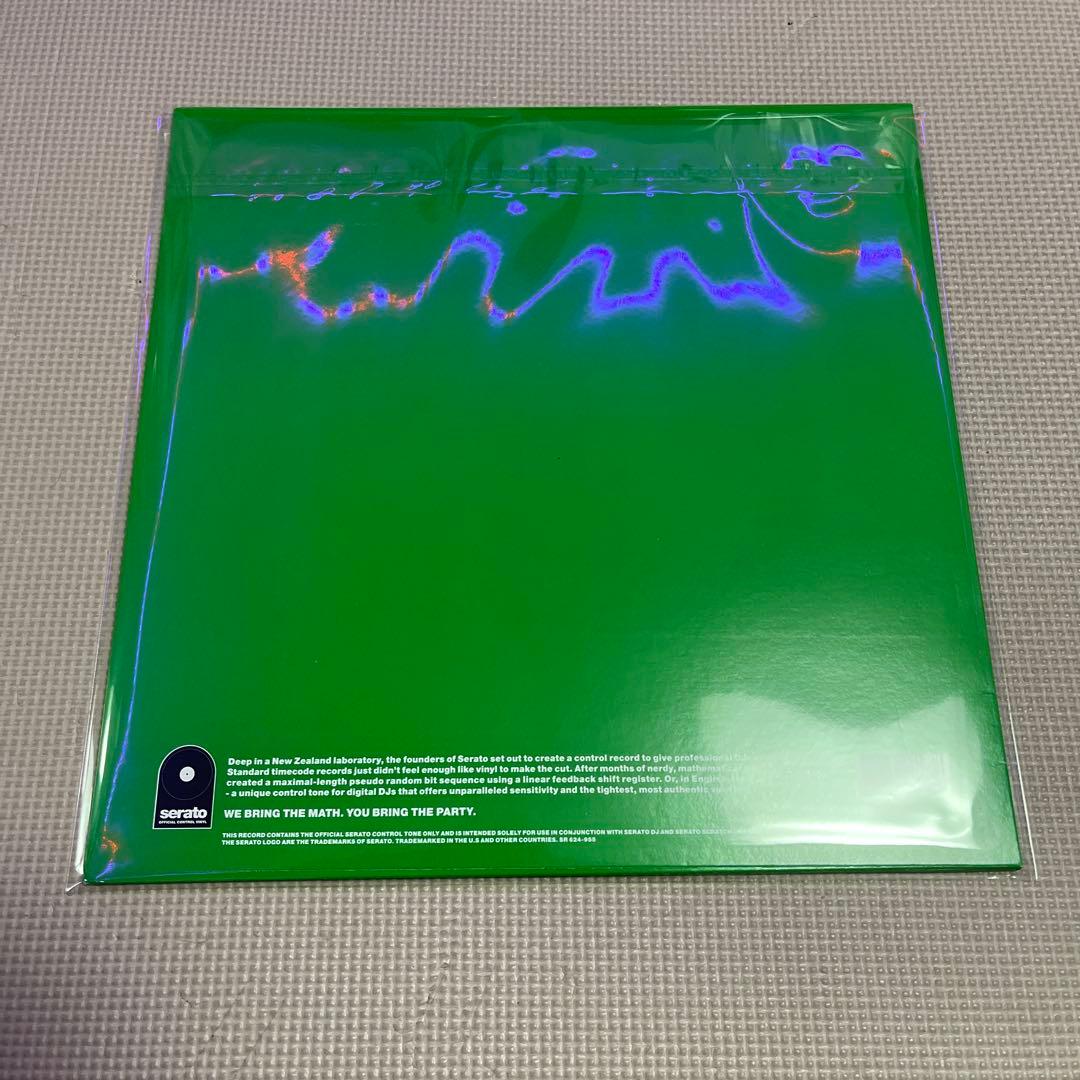 Deep in a New Zealand laboratory, the founders of Serato set out to create a control record to give professional
Standard timecode records just didn't feel enough like vinyl to make the cut. After months of nerdy,
created a maximal-length pseudo random bit sequence using a linear feedback shift register. Or, in
- a unique control tone for digital DJs that offers unparalleled sensitivity and the tightest, most authentic
serato
OFFICIAL CONTROL VINYL
WE BRING THE MATH. YOU BRING THE PARTY.
THIS RECORD CONTAINS THE OFFICIAL SERATO CONTROL TONE ONLY AND IS INTENDED SOLELY FOR USE IN CONJUNCTION WITH SERATO DJ AND SERATO
THE SERATO LOGO ARE THE TRADEMARKS OF SERATO. TRADEMARKED IN THE U.S AND OTHER COUNTRIES. SR 624-958